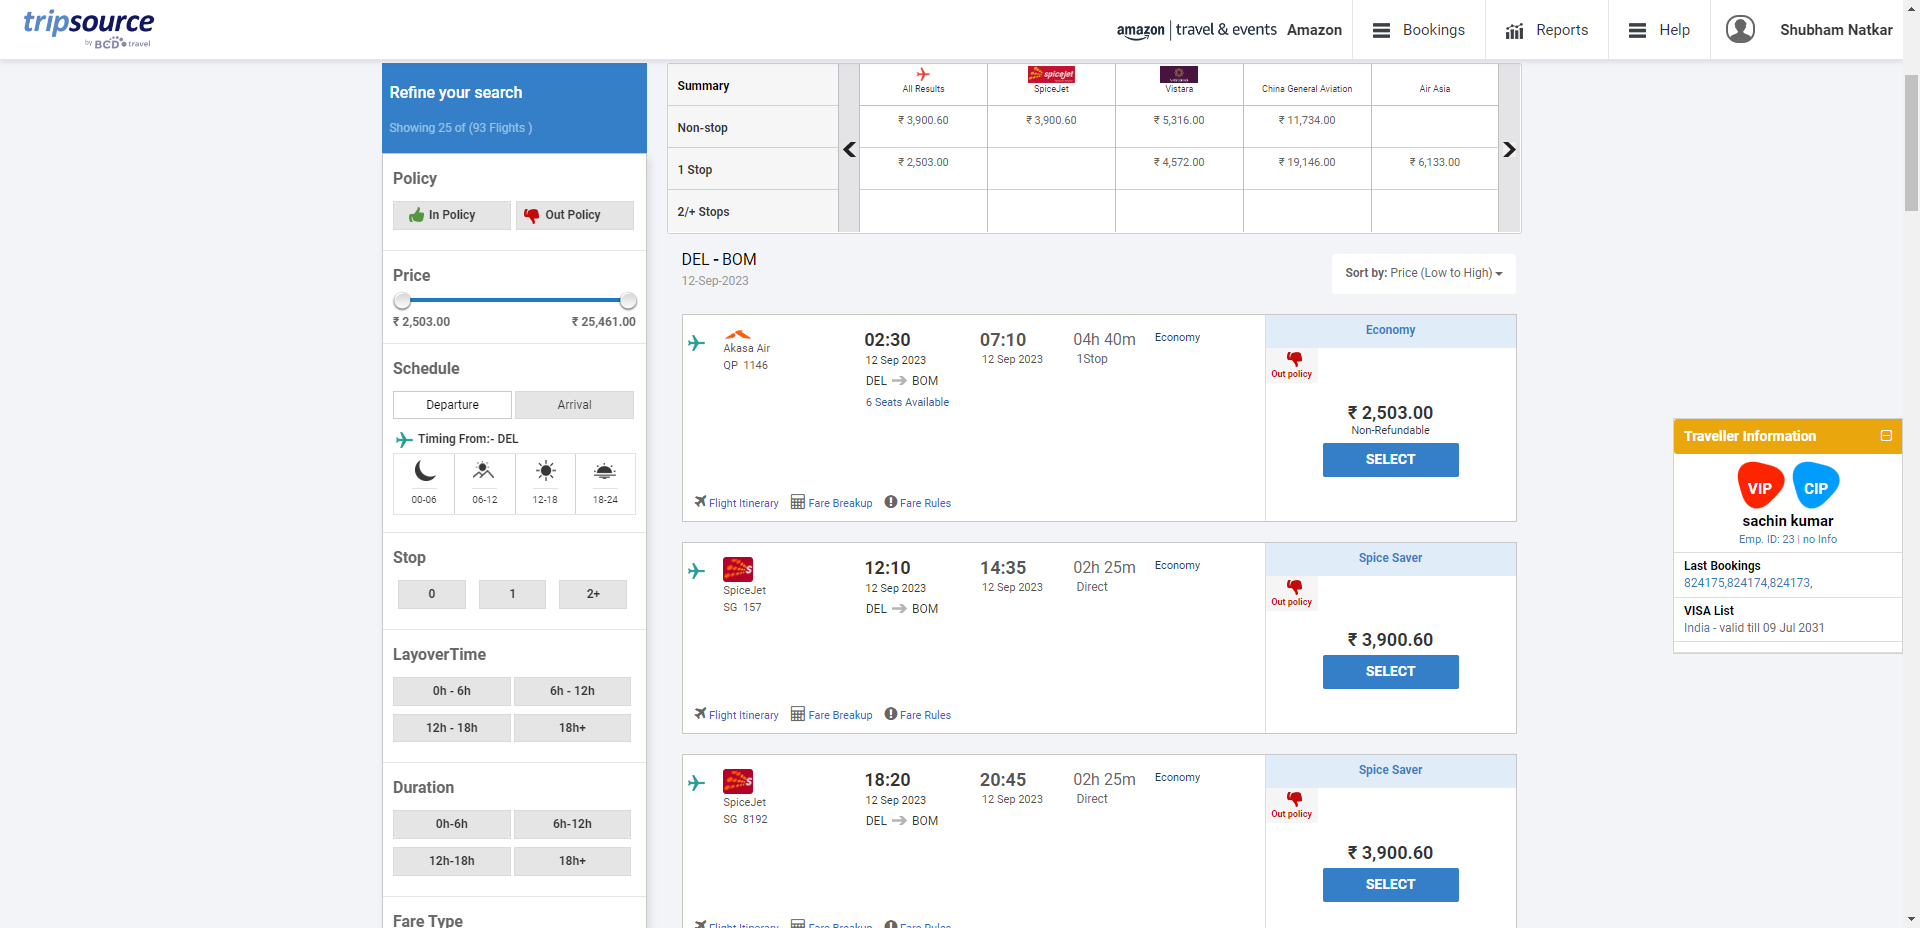 tripsource
by BCD travel
amazon | travel & events Amazon
Bookings
Reports
Help
Shubham Natkar
Refine your search
Showing 25 of (93 Flights )
Policy
In Policy
Out Policy
Price
₹ 2,503.00
₹ 25,461.00
Schedule
Departure
Arrival
Timing From:- DEL
00-06
06-12
12-18
18-24
Stop
0
1
2+
LayoverTime
0h - 6h
6h - 12h
12h - 18h
18h+
Duration
0h-6h
6h-12h
12h-18h
18h+
Fare Type
Summary
All Results
spicejet
SpiceJet
VISTARA
Vistara
China General Aviation
Air Asia
Non-stop
₹ 3,900.60
₹ 3,900.60
₹ 5,316.00
₹ 11,734.00
1 Stop
₹ 2,503.00
₹ 4,572.00
₹ 19,146.00
₹ 6,133.00
2/+ Stops
DEL - BOM
12-Sep-2023
Sort by: Price (Low to High)
Akasa Air
QP 1146
02:30
12 Sep 2023
DEL BOM
6 Seats Available
07:10
12 Sep 2023
04h 40m
1Stop
Economy
Economy
Out policy
₹ 2,503.00
Non-Refundable
SELECT
Flight Itinerary
Fare Breakup
Fare Rules
SpiceJet
SG 157
12:10
12 Sep 2023
DEL BOM
14:35
12 Sep 2023
02h 25m
Direct
Economy
Spice Saver
Out policy
₹ 3,900.60
SELECT
Flight Itinerary
Fare Breakup
Fare Rules
SpiceJet
SG 8192
18:20
12 Sep 2023
DEL BOM
20:45
12 Sep 2023
02h 25m
Direct
Economy
Spice Saver
Out policy
₹ 3,900.60
SELECT
Flight Itinerary
Fare Breakup
Fare Rules
Traveller Information
VIP
CIP
sachin kumar
Emp. ID: 23 | no Info
Last Bookings
824175,824174,824173,
VISA List
India - valid till 09 Jul 2031